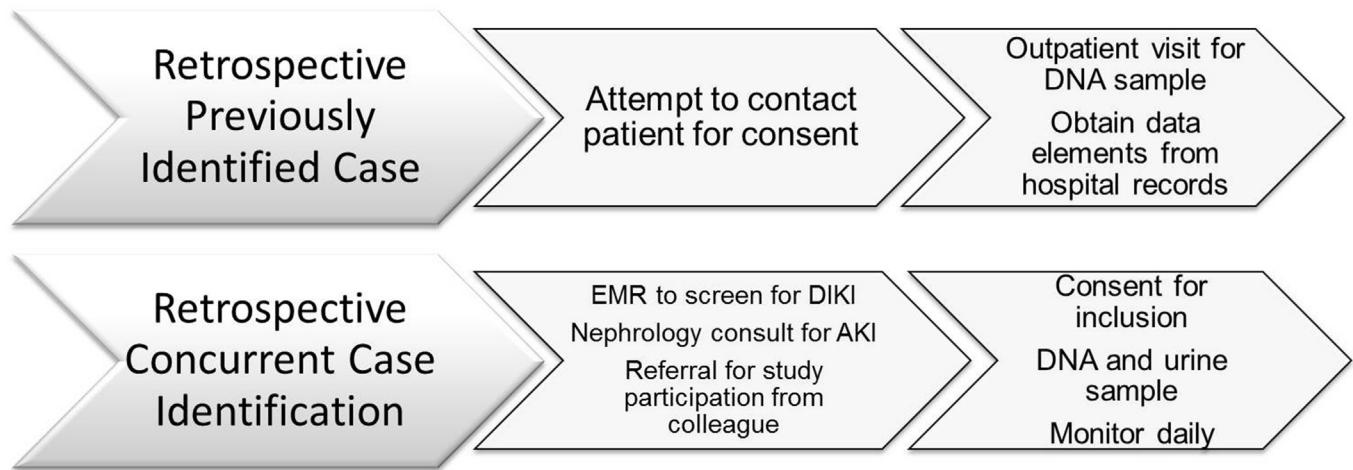 Retrospective
Previously
Identified Case
Attempt to contact
patient for consent
Outpatient visit for
DNA sample
Obtain data
elements from
hospital records
Retrospective
Concurrent Case
Identification
EMR to screen for DIKI
Nephrology consult for AKI
Referral for study
participation from
colleague
Consent for
inclusion
DNA and urine
sample
Monitor daily